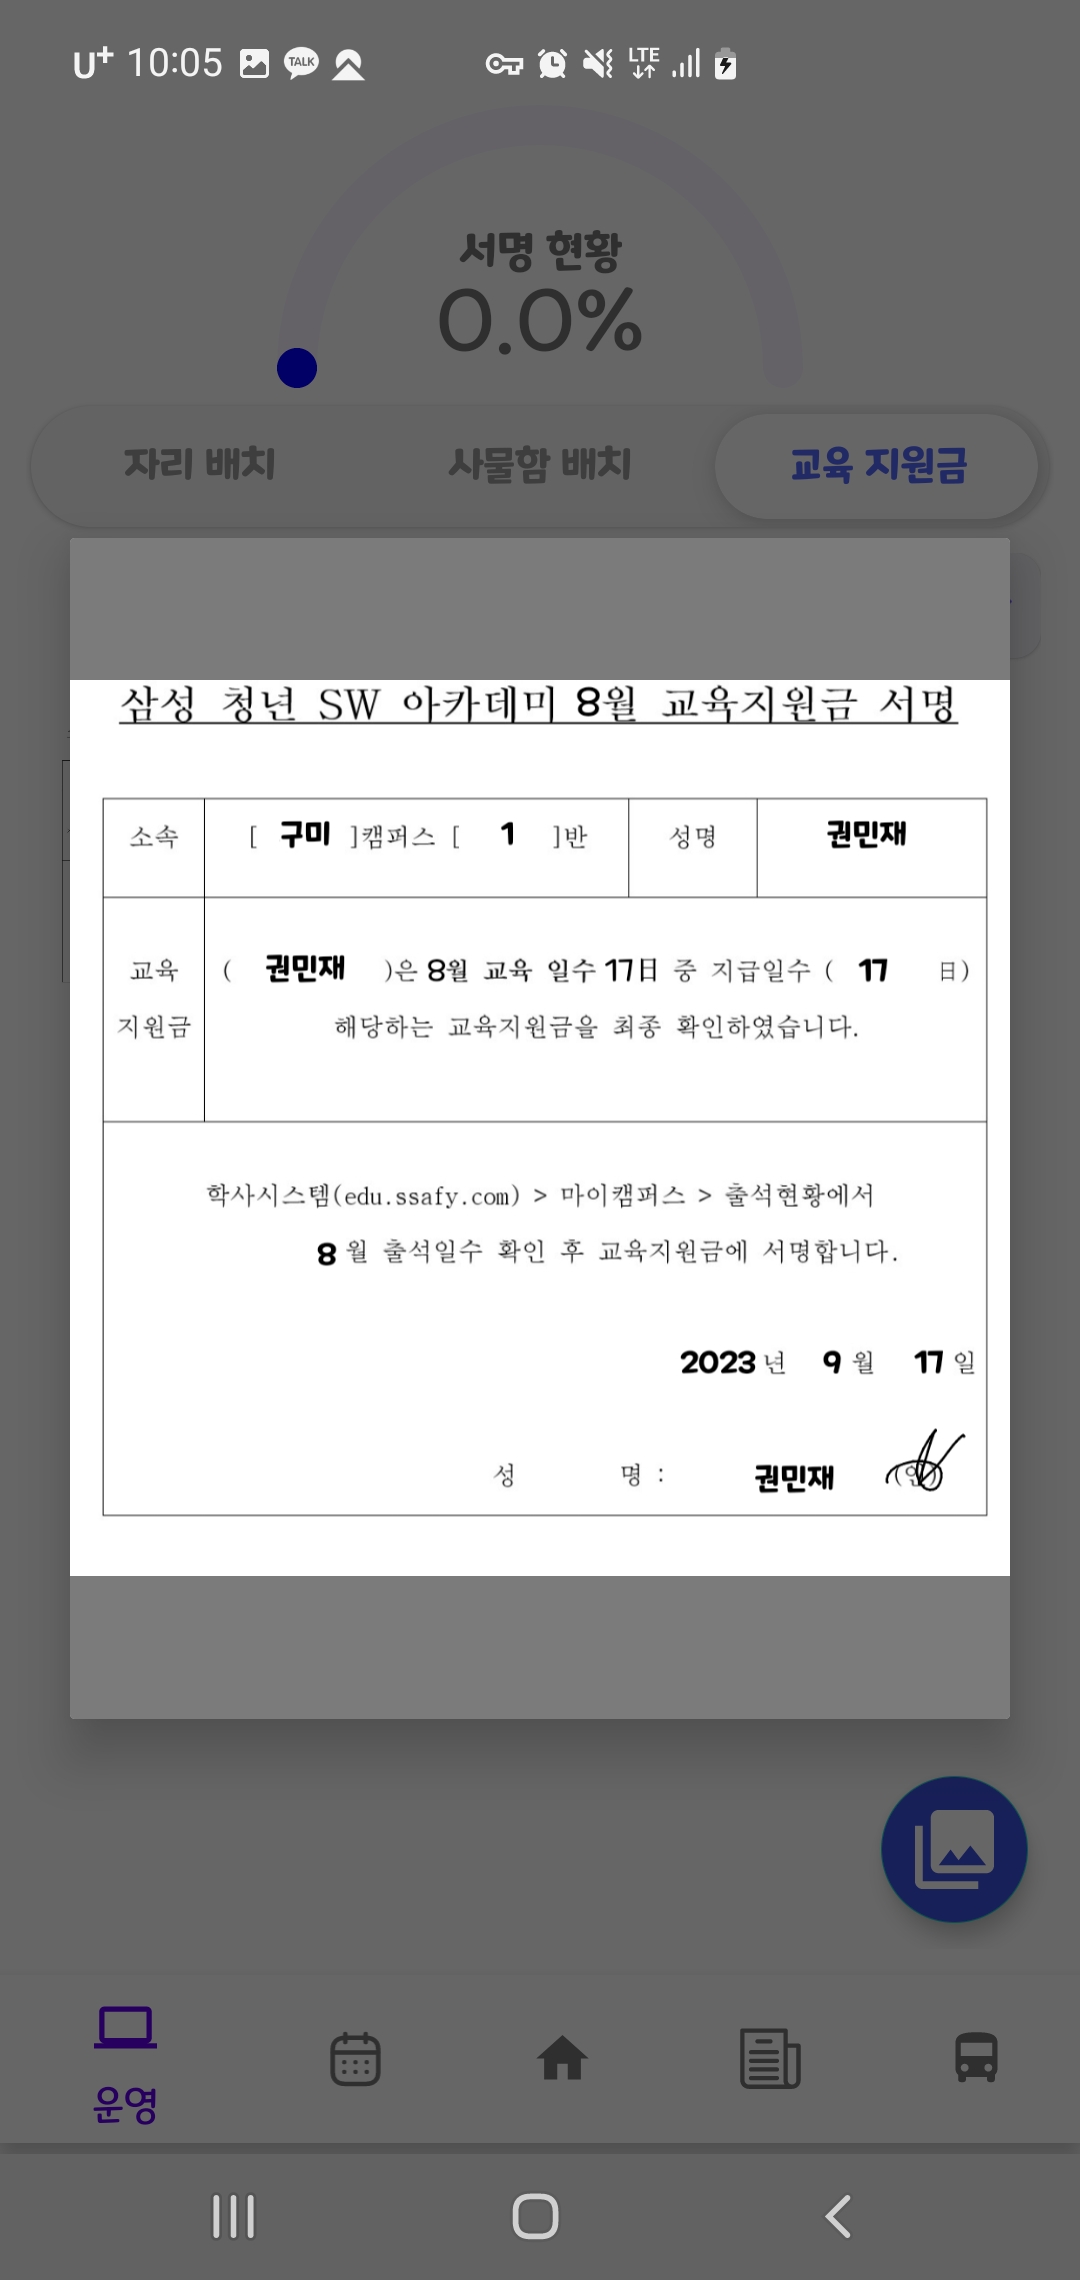 U+ 10:05 TALK LTE
서명 현황
0.0%
자리 배치 사물함 배치 교육 지원금
삼성 청년 SW 아카데미 8월 교육지원금 서명
소속 [ 구미 ]캠퍼스 [ 1 ]반 성명 권민재
교육 ( 권민재 )은 8월 교육 일수 17日 중 지급일수 ( 17 日)
지원금 해당하는 교육지원금을 최종 확인하였습니다.
학사시스템(edu.ssafy.com) > 마이캠퍼스 > 출석현황에서
8 월 출석일수 확인 후 교육지원금에 서명합니다.
2023 년 9 월 17 일
성 명 : 권민재 (인)
운영